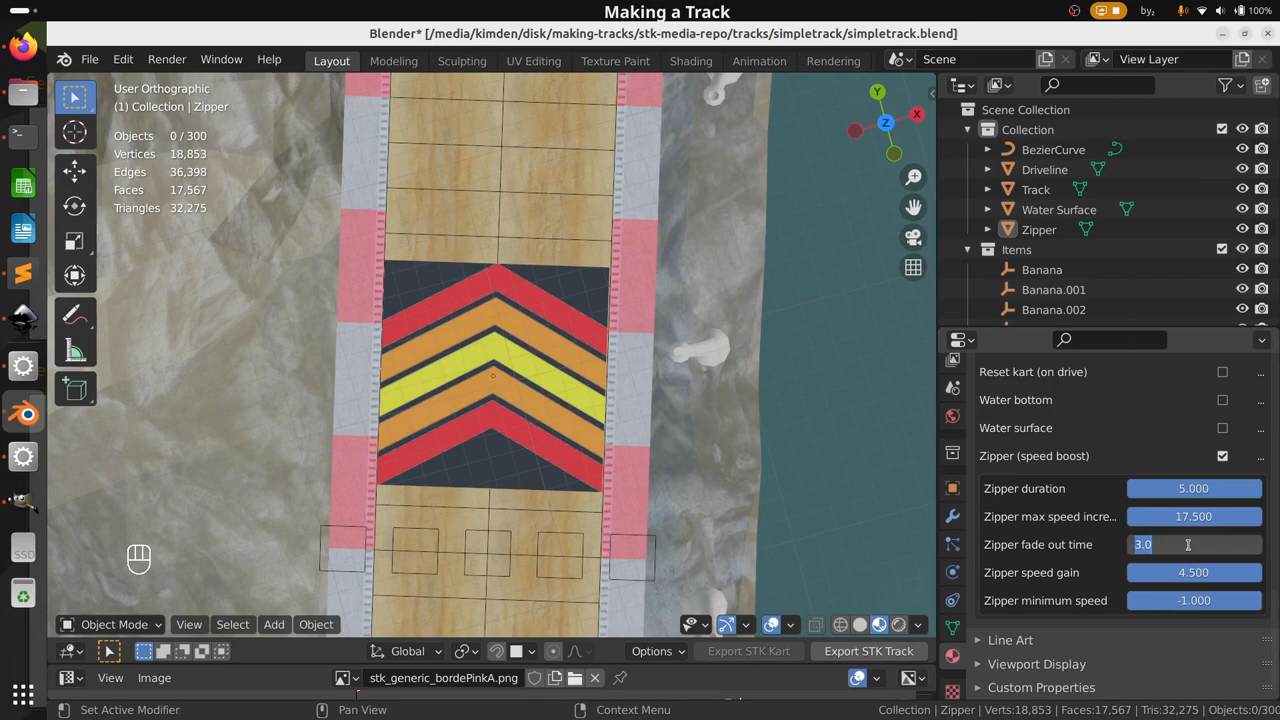 Making a Track
by₂
100%
Blender* [/media/kimden/disk/making-tracks/stk-media-repo/tracks/simpletrack/simpletrack.blend]
File Edit Render Window Help
Layout Modeling Sculpting UV Editing Texture Paint Shading Animation Rendering
Scene
View Layer
User Orthographic
(1) Collection | Zipper
Objects 0 / 300
Vertices 18,853
Edges 36,398
Faces 17,567
Triangles 32,275
Y
X
Z
Scene Collection
Collection
BezierCurve
Driveline
Track
Water Surface
Zipper
Items
Banana
Banana.001
Banana.002
Reset kart (on drive) ...
Water bottom ...
Water surface ...
Zipper (speed boost) ...
Zipper duration 5.000
Zipper max speed incre... 17.500
Zipper fade out time 3.0
Zipper speed gain 4.500
Zipper minimum speed -1.000
Line Art
Viewport Display
Custom Properties
SSD
Object Mode View Select Add Object
Global
Options Export STK Kart Export STK Track
View Image stk_generic_bordePinkA.png
Set Active Modifier Pan View Context Menu Collection | Zipper | Verts:18,853 | Faces:17,567 | Tris:32,275 | Objects:0/300